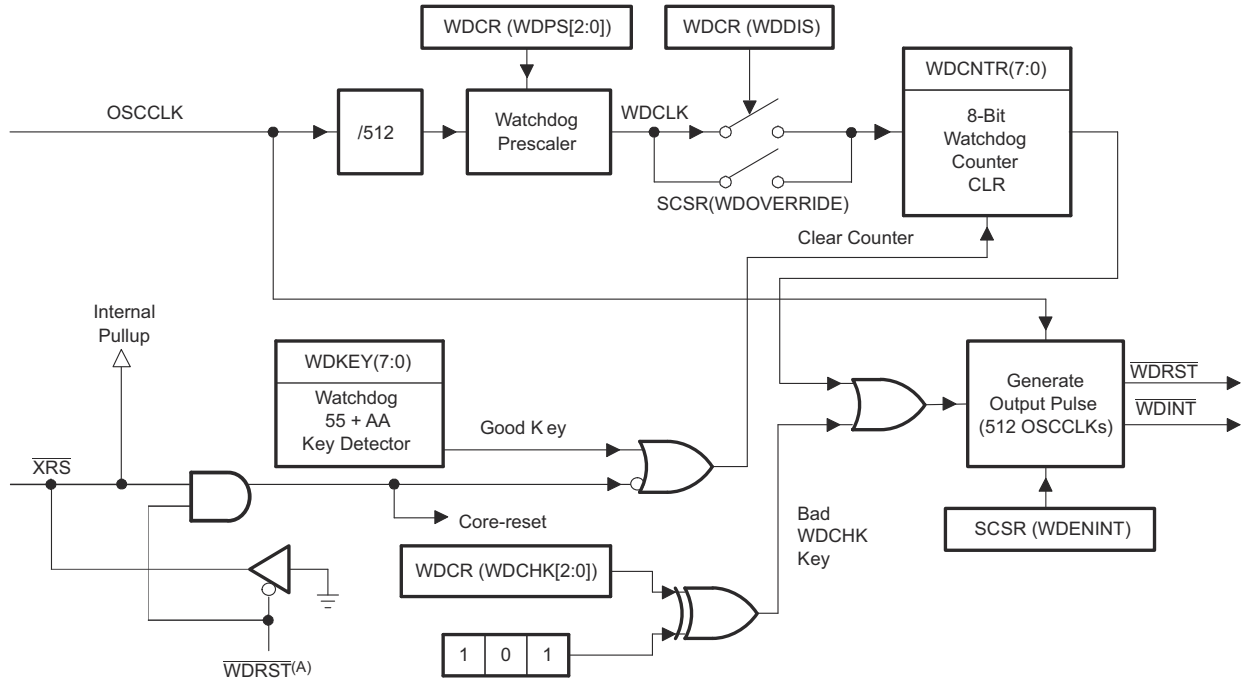 WDCR (WDPS[2:0])
WDCR (WDDIS)
WDCNTR(7:0)
OSCCLK
/512
Watchdog
Prescaler
WDCLK
8-Bit
Watchdog
Counter
CLR
SCSR(WDOVERRIDE)
Clear Counter
Internal
Pullup
WDKEY(7:0)
Watchdog
55 + AA
Key Detector
Good Key
Generate
Output Pulse
(512 OSCCLKs)
WDRST
WDINT
XRS
Core-reset
Bad
WDCHK
Key
SCSR (WDENINT)
WDCR (WDCHK[2:0])
1 0 1
WDRST(A)